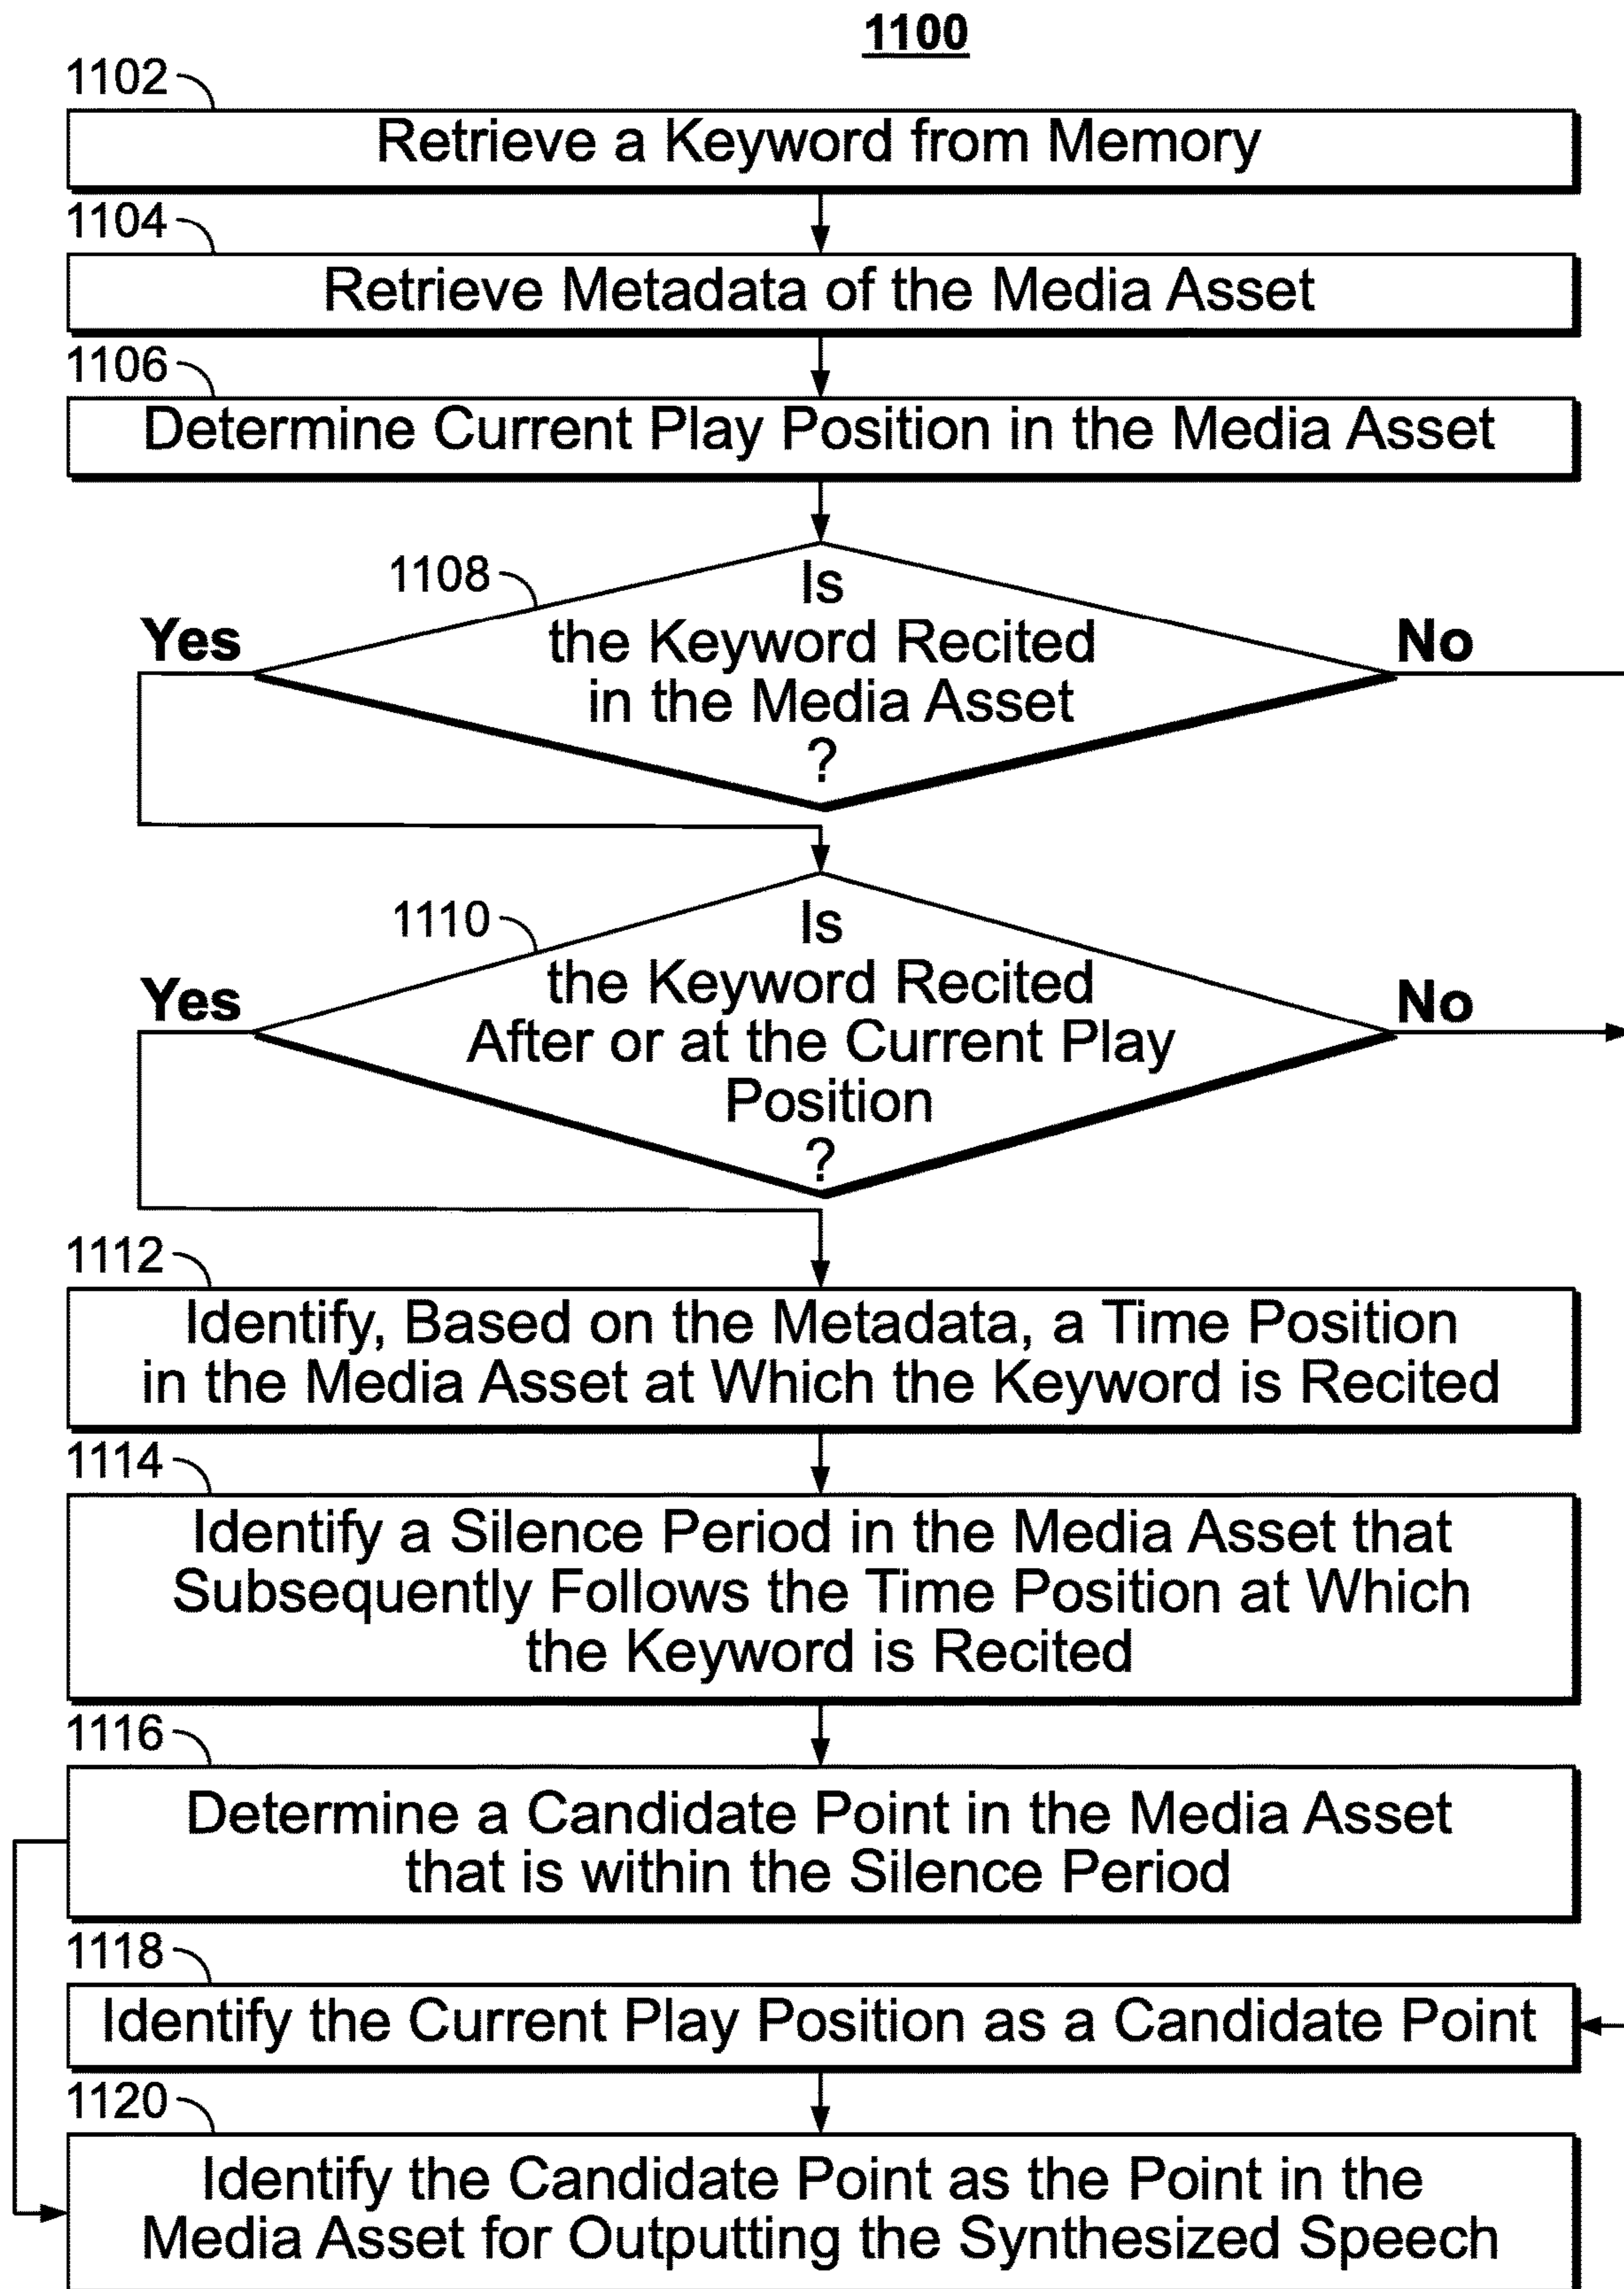 1100
1102
Retrieve a Keyword from Memory
1104
Retrieve Metadata of the Media Asset
1106
Determine Current Play Position in the Media Asset
1108
Is
the Keyword Recited
in the Media Asset
?
Yes
No
1110
Is
the Keyword Recited
After or at the Current Play
Position
?
Yes
No
1112
Identify, Based on the Metadata, a Time Position
in the Media Asset at Which the Keyword is Recited
1114
Identify a Silence Period in the Media Asset that
Subsequently Follows the Time Position at Which
the Keyword is Recited
1116
Determine a Candidate Point in the Media Asset
that is within the Silence Period
1118
Identify the Current Play Position as a Candidate Point
1120
Identify the Candidate Point as the Point in the
Media Asset for Outputting the Synthesized Speech